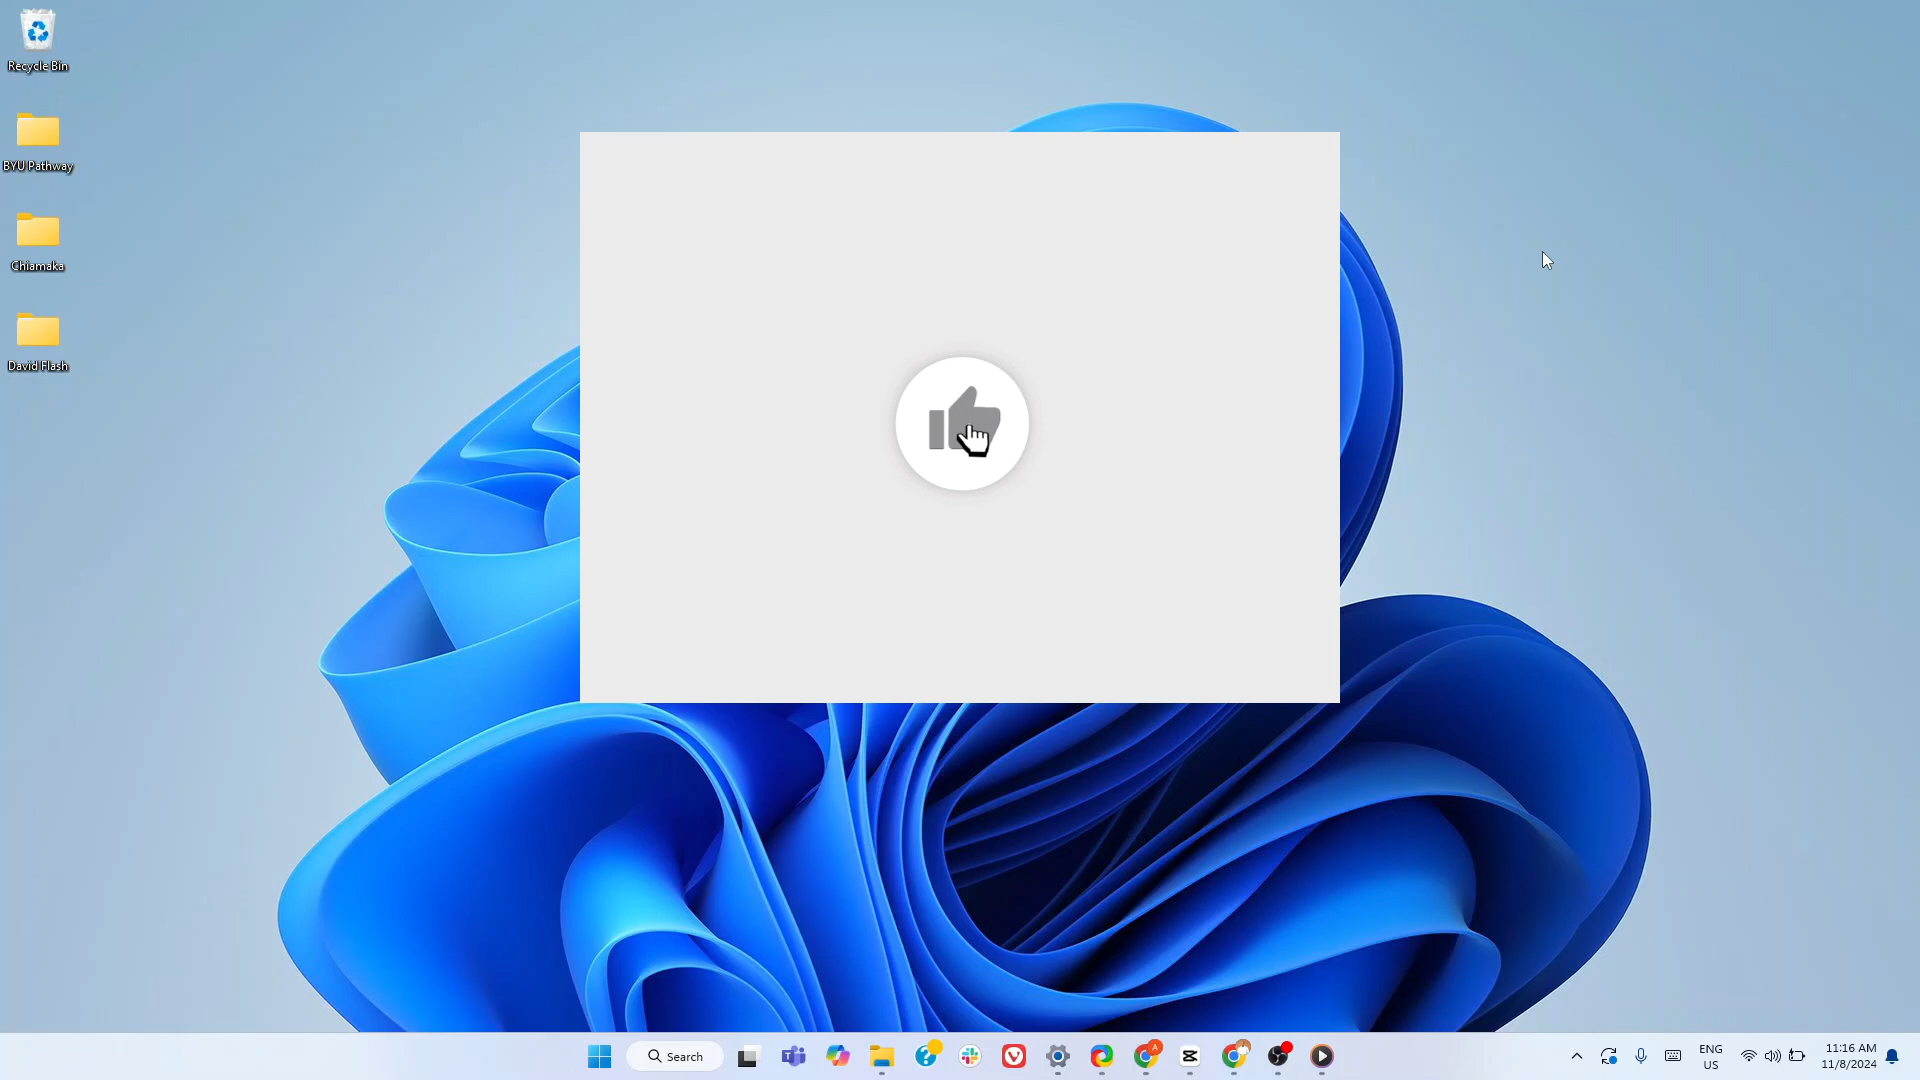 Recycle Bin
BYU Pathway
Chiamaka
David Flash
Search
A
ENG
US
11:16 AM
11/8/2024